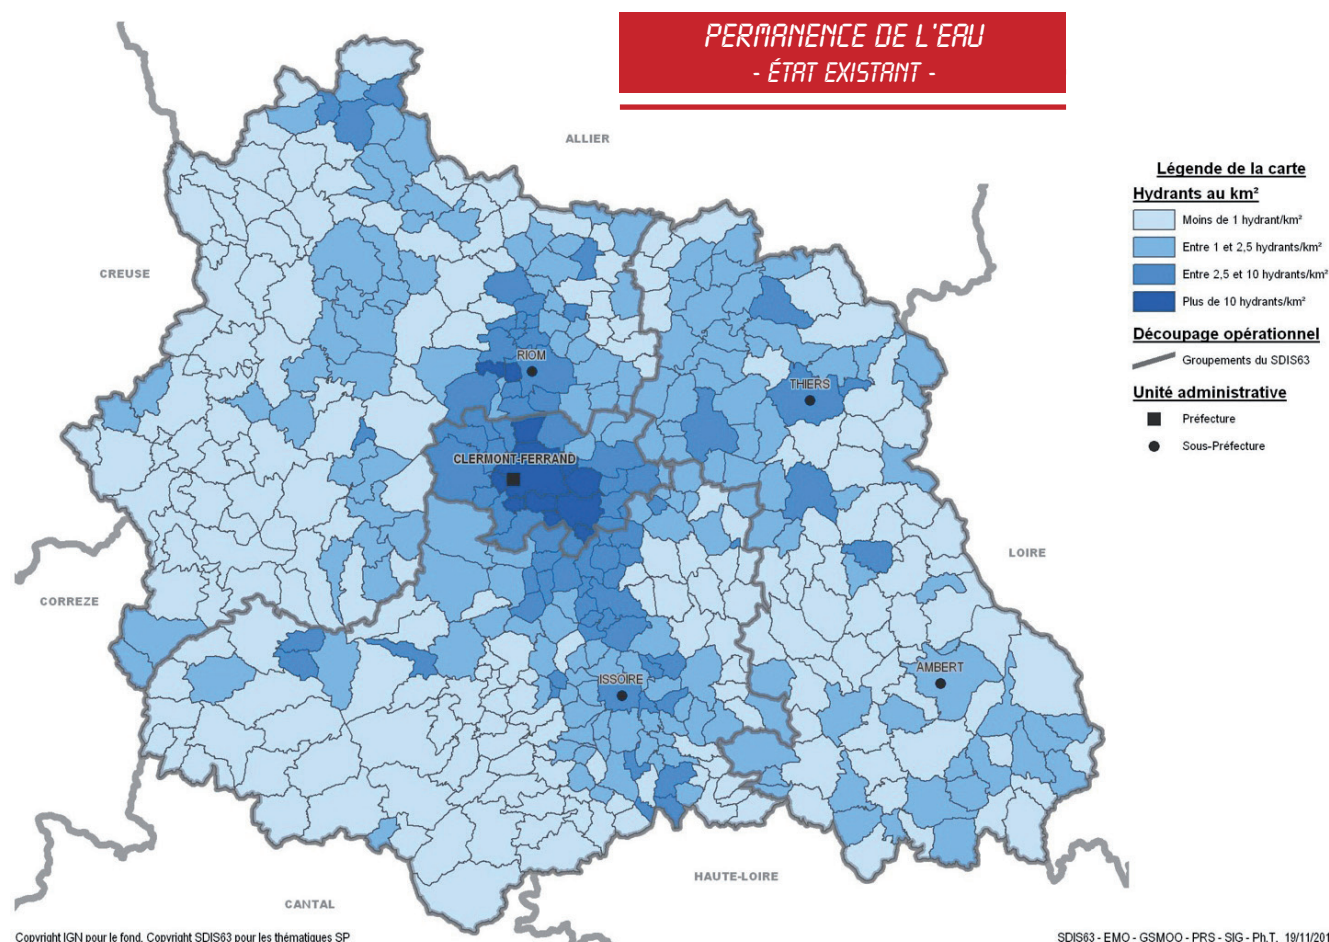 PERMANENCE DE L'EAU
- ÉTAT EXISTANT -
ALLIER
CREUSE
CORREZE
CANTAL
HAUTE-LOIRE
LOIRE
RIOM
THIERS
CLERMONT-FERRAND
ISSOIRE
AMBERT
Légende de la carte
Hydrants au km²
Moins de 1 hydrant/km²
Entre 1 et 2,5 hydrants/km²
Entre 2,5 et 10 hydrants/km²
Plus de 10 hydrants/km²
Découpage opérationnel
Groupements du SDIS63
Unité administrative
Préfecture
Sous-Préfecture
Copyright IGN pour le fond, Copyright SDIS63 pour les thématiques SP
SDIS63 - EMO - GSMOO - PRS - SIG - Ph.T. 19/11/201